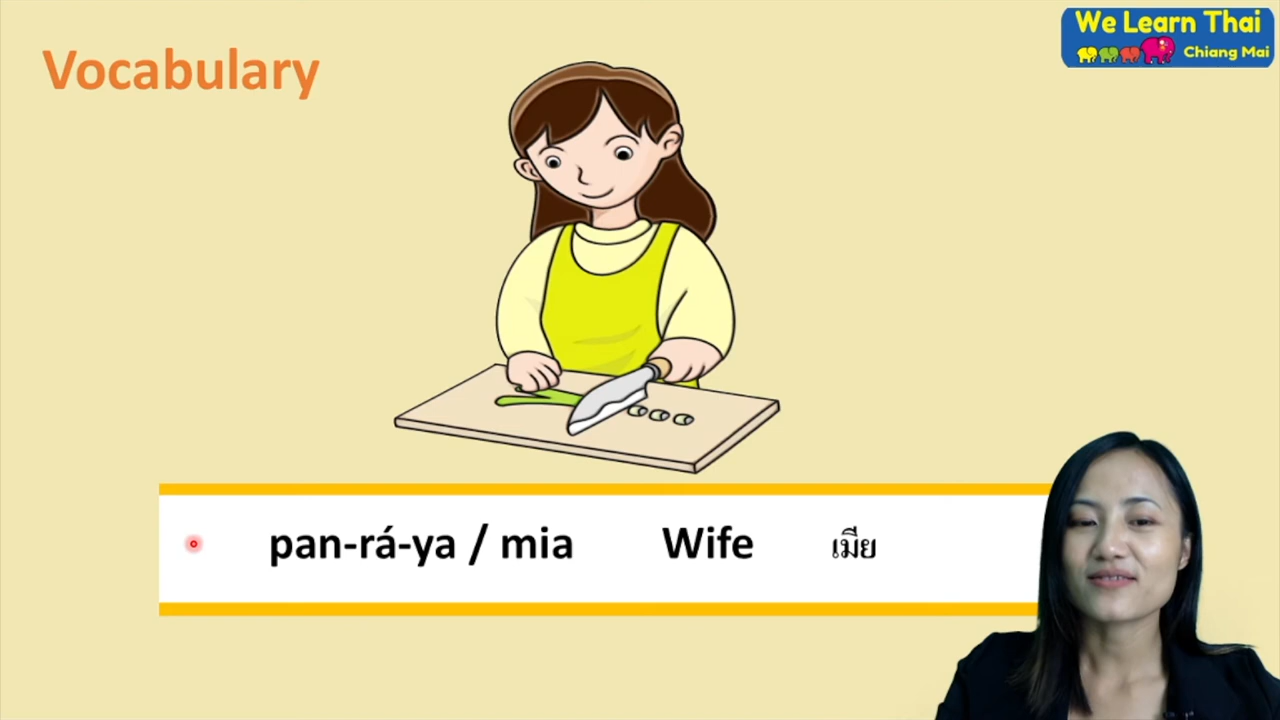 We Learn Thai
Chiang Mai
Vocabulary
pan-rá-ya / mia Wife เมีย